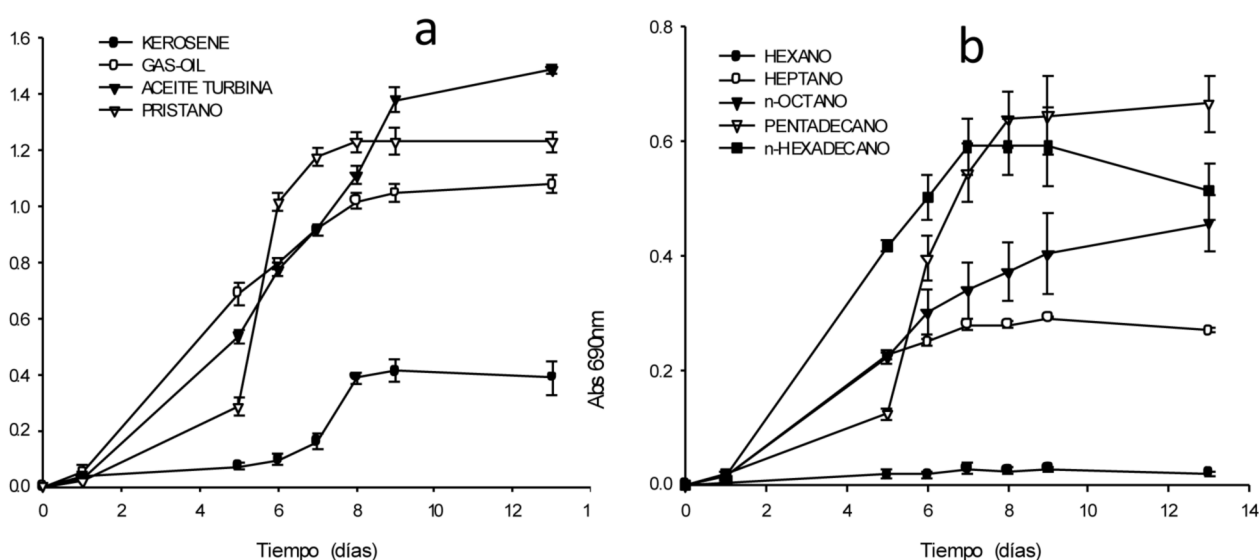 a
KEROSENE
GAS-OIL
ACEITE TURBINA
PRISTANO
1.6
1.4
1.2
1.0
0.8
0.6
0.4
0.2
0.0
0 2 4 6 8 10 12 1
Tiempo (días)
b
HEXANO
HEPTANO
n-OCTANO
PENTADECANO
n-HEXADECANO
Abs 690nm
0.8
0.6
0.4
0.2
0.0
0 2 4 6 8 10 12 14
Tiempo (días)